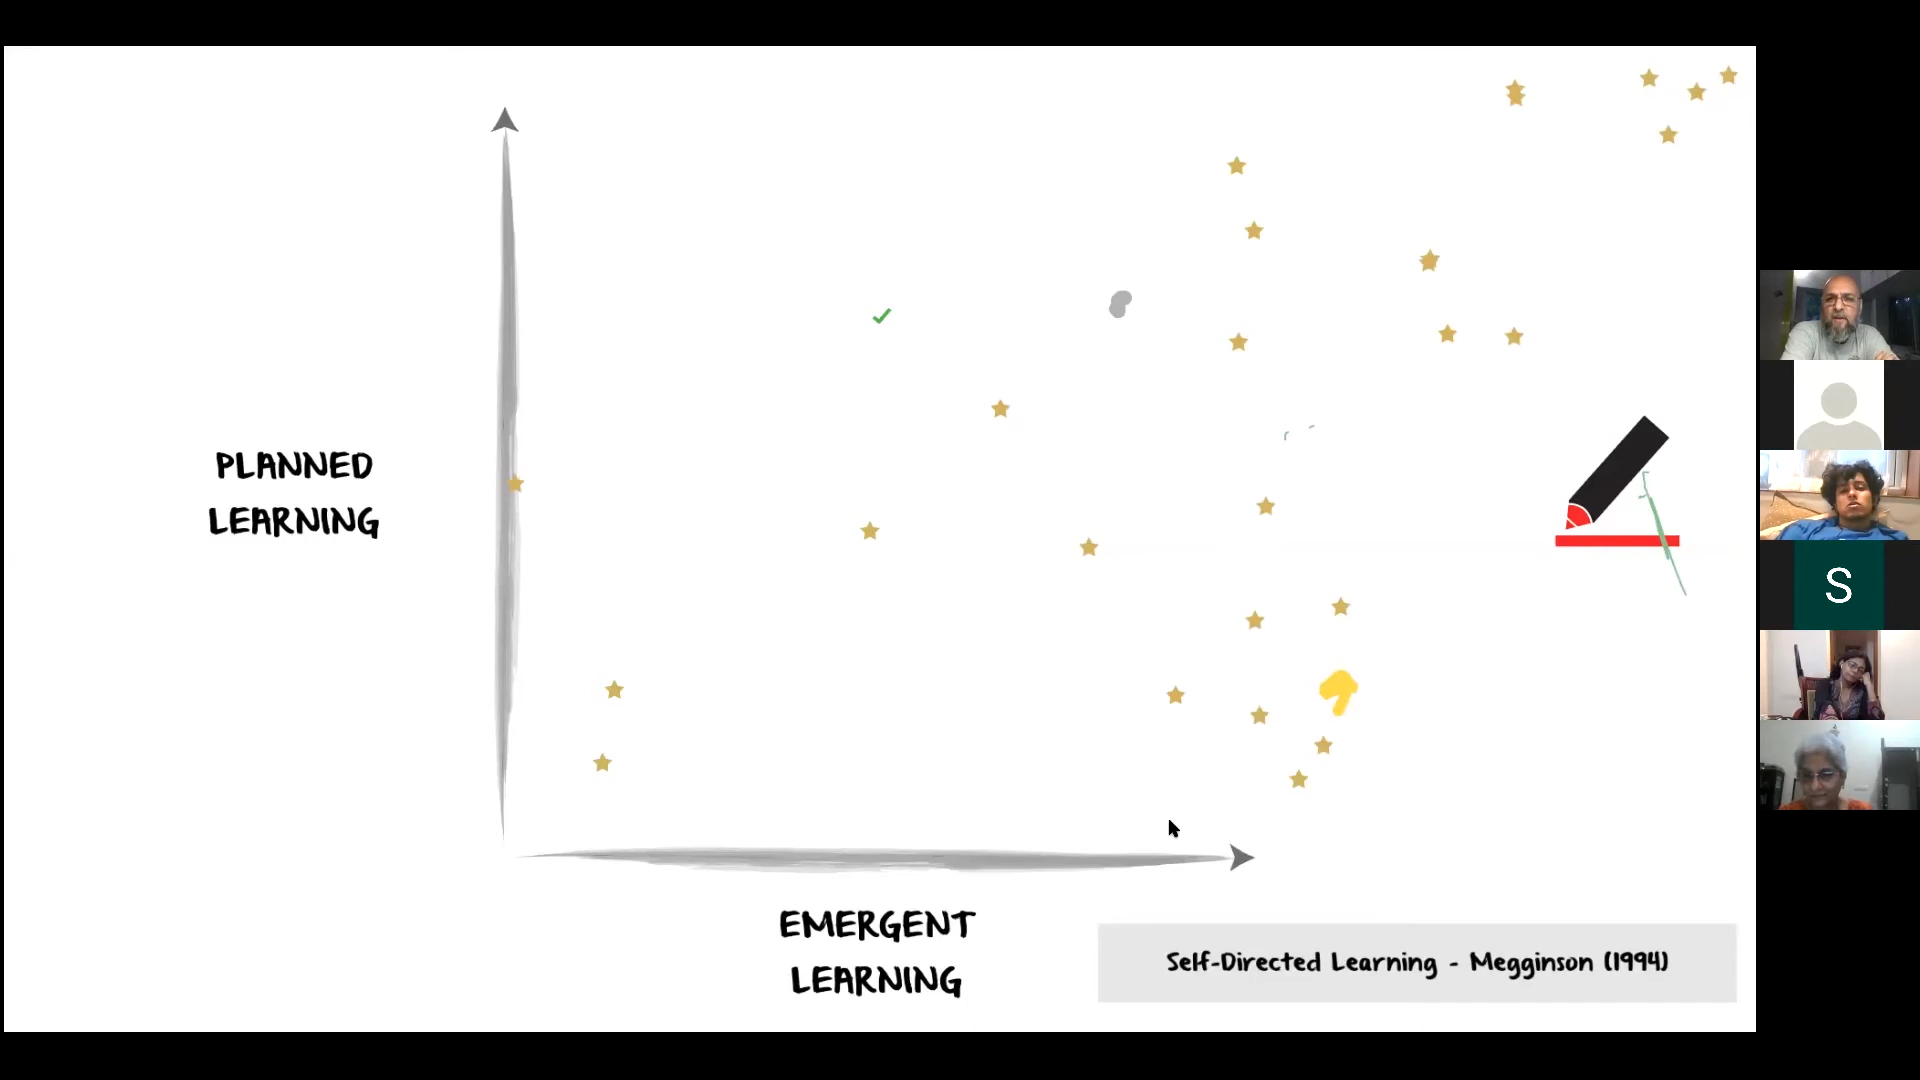 PLANNED
LEARNING
EMERGENT
LEARNING
Self-Directed Learning - Megginson (1994)
S